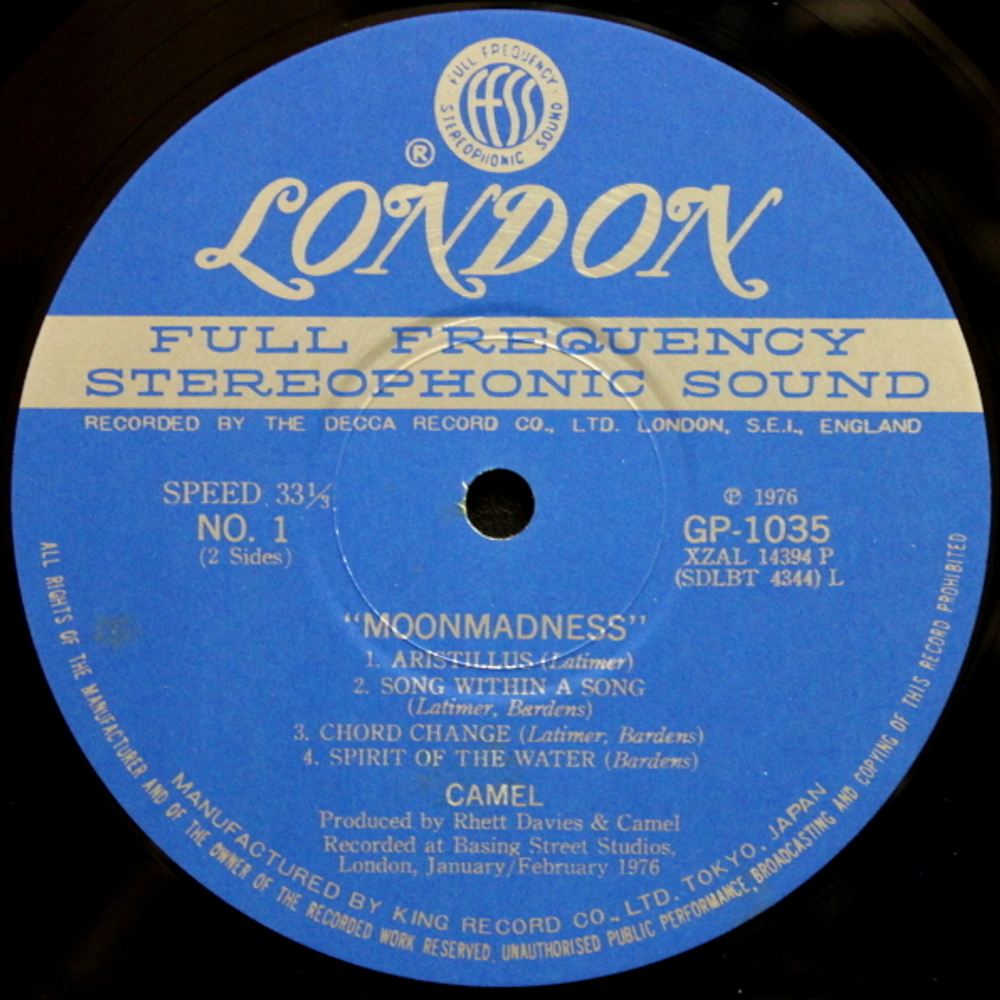 FULL FREQUENCY
ffss
STEREOPHONIC SOUND
®
LONDON
FULL FREQUENCY
STEREOPHONIC SOUND
RECORDED BY THE DECCA RECORD CO., LTD. LONDON, S.E.I., ENGLAND
SPEED 33⅓
NO. 1
(2 Sides)
℗ 1976
GP-1035
XZAL 14394 P
(SDLBT 4344) L
“MOONMADNESS”
1. ARISTILLUS (Latimer)
2. SONG WITHIN A SONG
(Latimer, Bardens)
3. CHORD CHANGE (Latimer, Bardens)
4. SPIRIT OF THE WATER (Bardens)
CAMEL
Produced by Rhett Davies & Camel
Recorded at Basing Street Studios,
London, January/February 1976
MANUFACTURED BY KING RECORD CO., LTD. TOKYO. JAPAN
ALL RIGHTS OF THE MANUFACTURER AND OF THE OWNER OF THE RECORDED WORK RESERVED. UNAUTHORISED PUBLIC PERFORMANCE, BROADCASTING AND COPYING OF THIS RECORD PROHIBITED